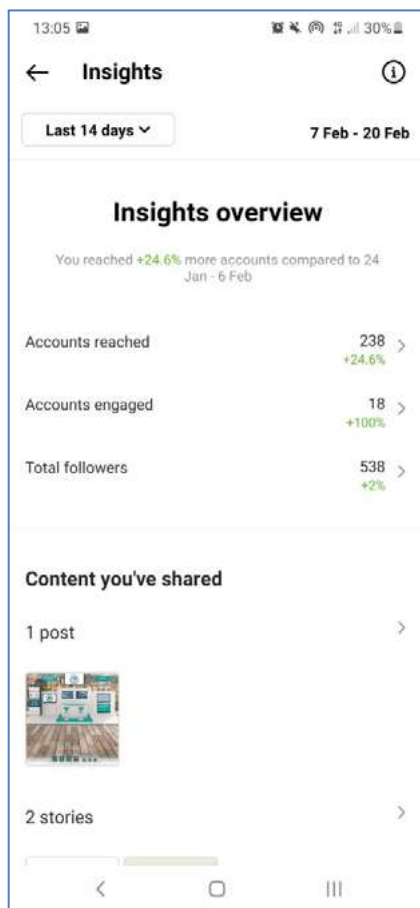 13:05 30%
Insights
Last 14 days 7 Feb - 20 Feb
Insights overview
You reached +24.6% more accounts compared to 24
Jan - 6 Feb
Accounts reached 238
+24.6%
Accounts engaged 18
+100%
Total followers 538
+2%
Content you've shared
1 post
2 stories